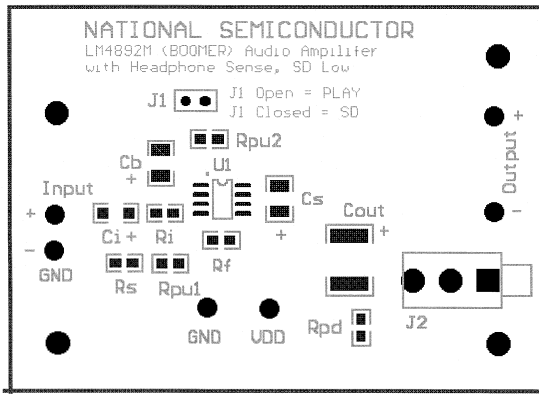 NATIONAL SEMICONDUCTOR
LM4892M (BOOMER) Audio Ampilifer
with Headphone Sense, SD Low
J1
J1 Open = PLAY
J1 Closed = SD
Rpu2
Cb
+
U1
Input
+
-
GND
Ci +
Ri
Cs
+
Cout
+
Output
+
-
Rf
Rs
Rpu1
GND
VDD
Rpd
J2